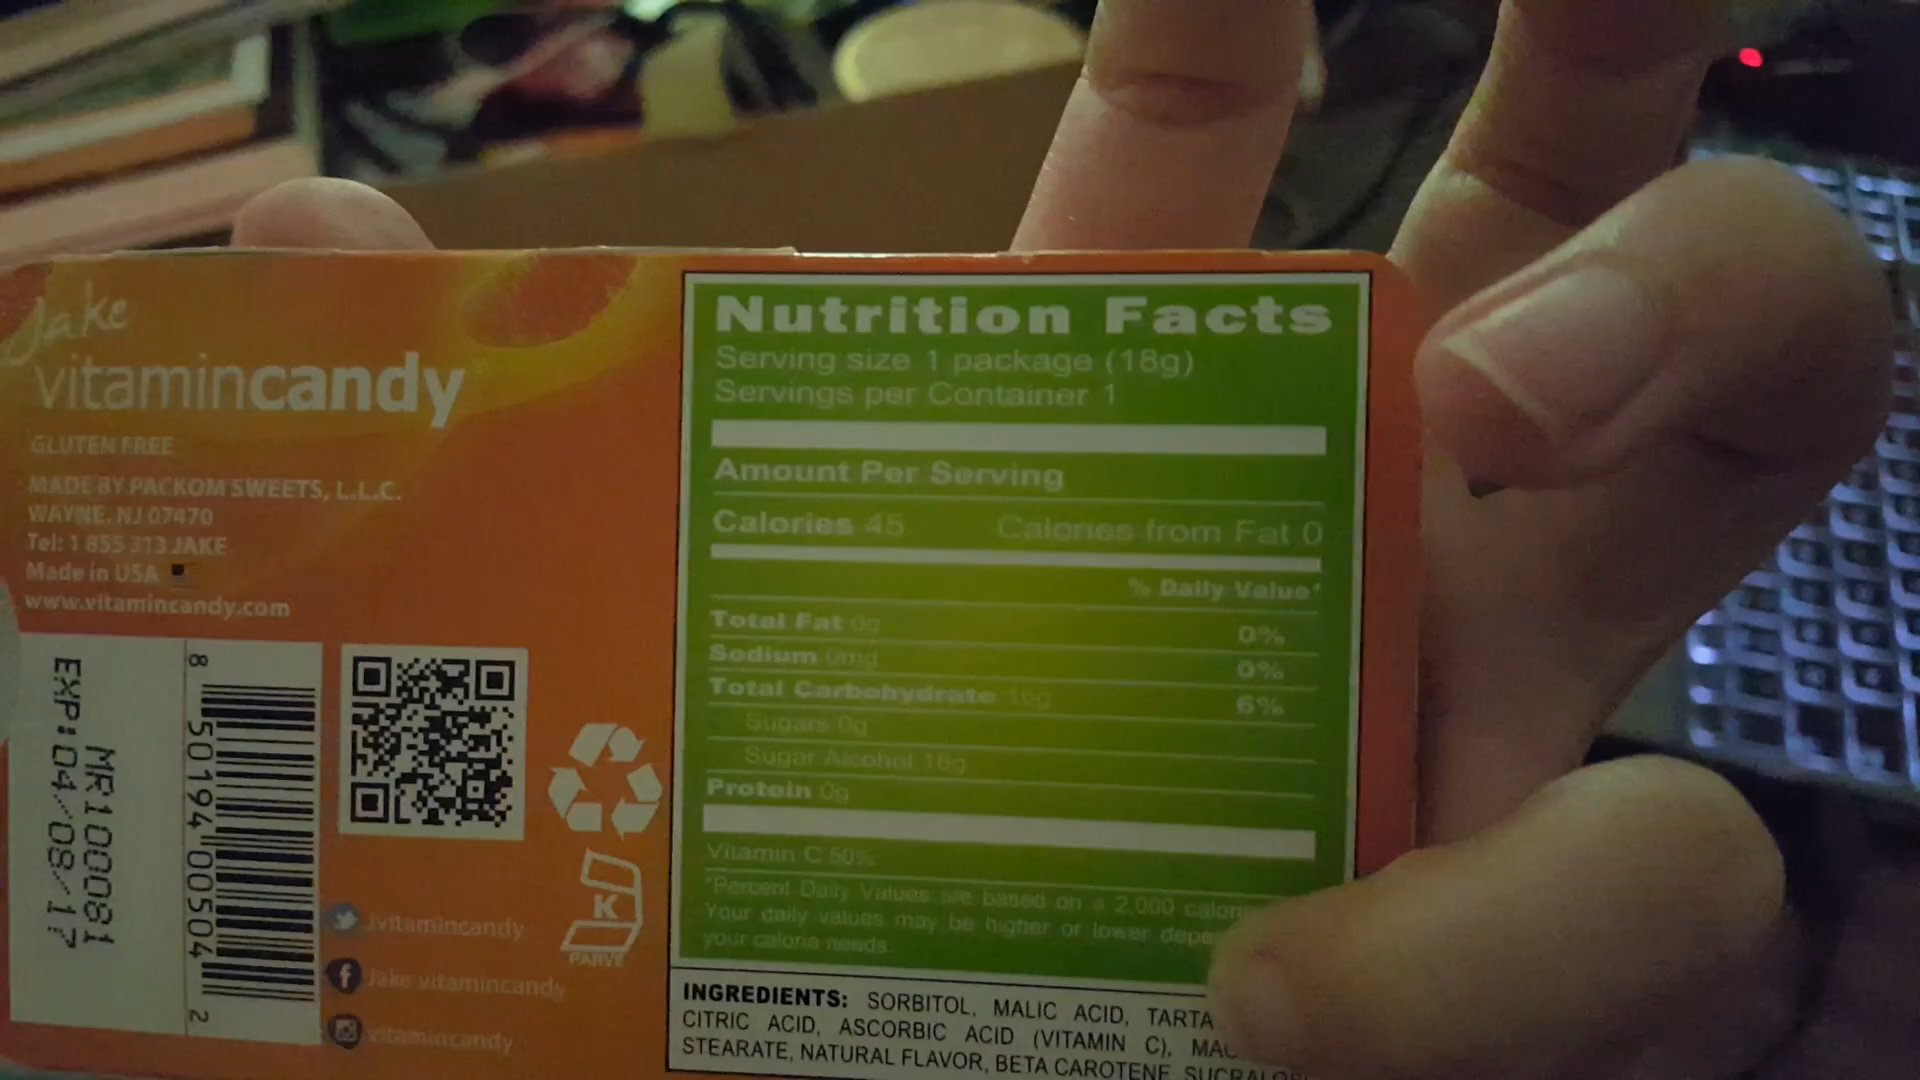 Jake
vitamincandy
GLUTEN FREE
MADE BY PACKOM SWEETS, L.L.C.
WAYNE, NJ 07470
Tel: 1 855 313 JAKE
Made in USA
www.vitamincandy.com
EXP:04/08/17
MR100081
8 50194 00504 2
Jvitamincandy
Jake vitamincandy
vitamincandy
K
PARVE
Nutrition Facts
Serving size 1 package (18g)
Servings per Container 1
Amount Per Serving
Calories 45 Calories from Fat 0
% Daily Value*
Total Fat 0g 0%
Sodium 0mg 0%
Total Carbohydrate 16g 6%
Sugars 0g
Sugar Alcohol 16g
Protein 0g
Vitamin C 50%
*Percent Daily Values are based on a 2,000
Your daily values may be higher or lower
your calorie needs.
INGREDIENTS: SORBITOL, MALIC ACID,
CITRIC ACID, ASCORBIC ACID (VITAMIN C),
STEARATE, NATURAL FLAVOR, BETA CAROTENE,